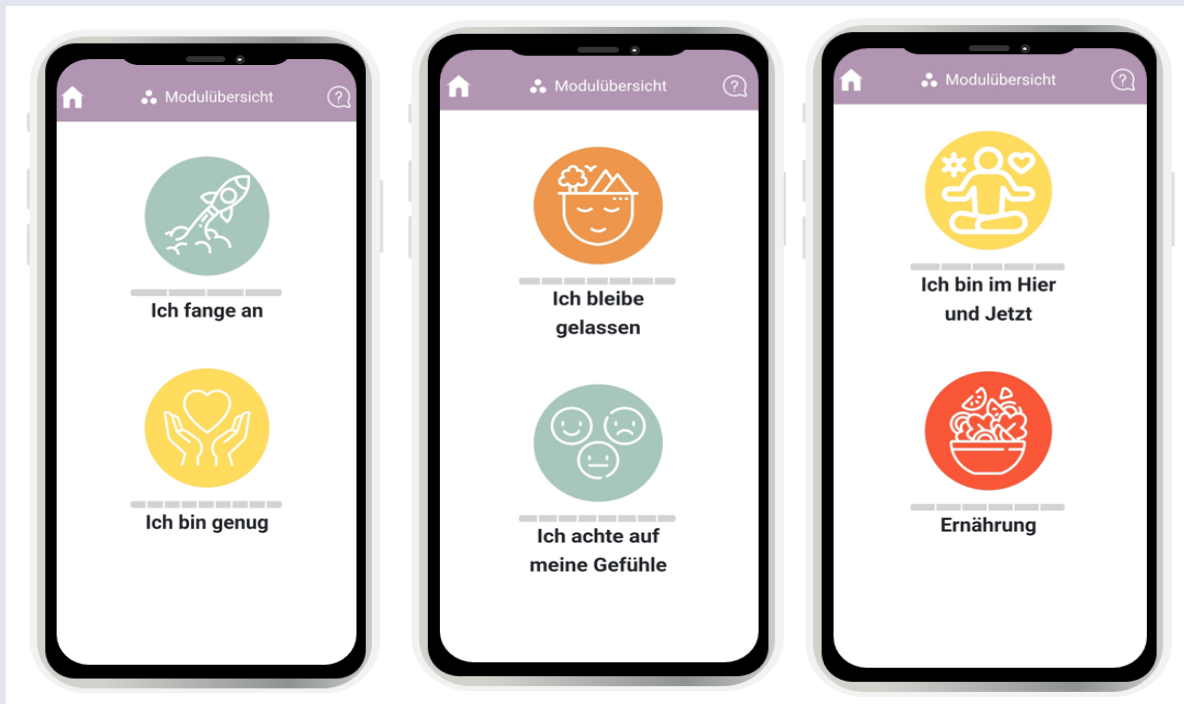 Modulübersicht
Ich fange an
Ich bin genug
Modulübersicht
Ich bleibe
gelassen
Ich achte auf
meine Gefühle
Modulübersicht
Ich bin im Hier
und Jetzt
Ernährung